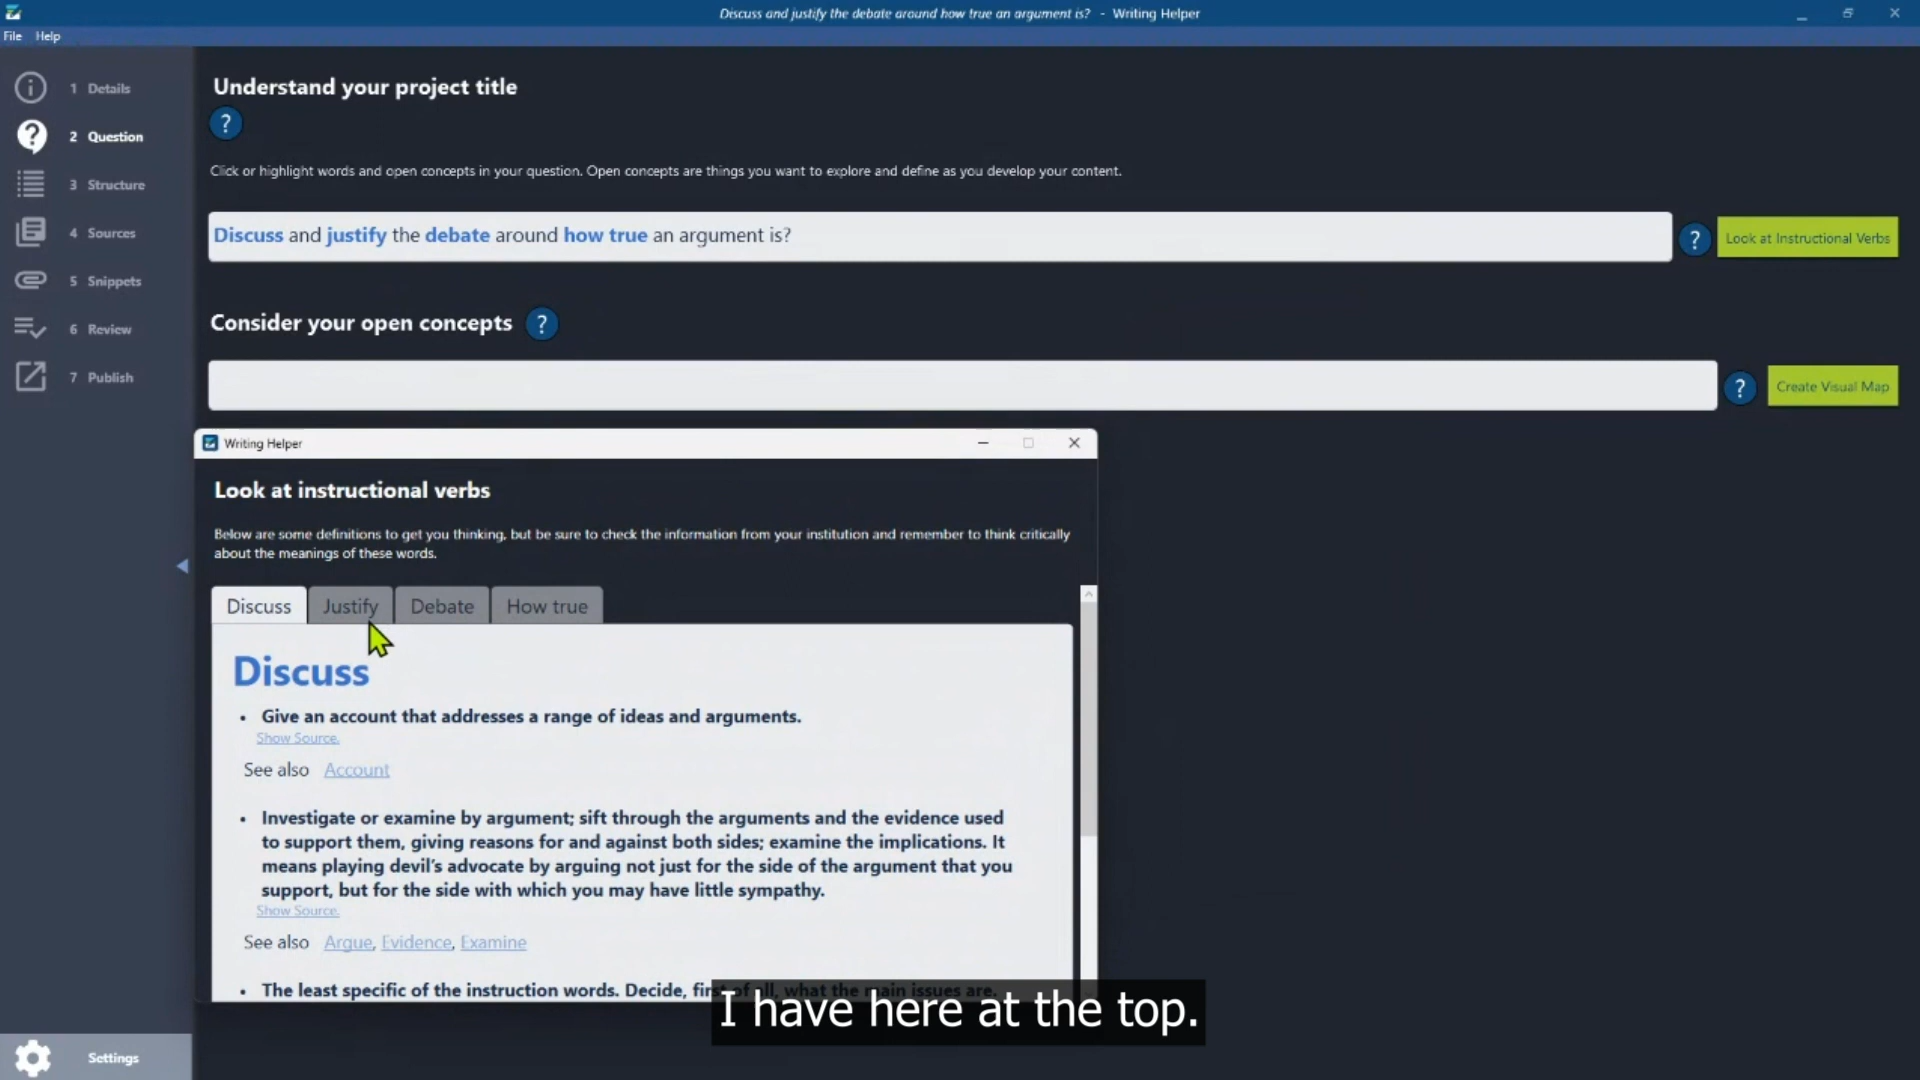 Discuss and justify the debate around how true an argument is? - Writing Helper
File Help
1 Details
2 Question
3 Structure
4 Sources
5 Snippets
6 Review
7 Publish
Settings
Understand your project title
?
Click or highlight words and open concepts in your question. Open concepts are things you want to explore and define as you develop your content.
Discuss and justify the debate around how true an argument is?
?
Look at Instructional Verbs
Consider your open concepts ?
?
Create Visual Map
Writing Helper
Look at instructional verbs
Below are some definitions to get you thinking, but be sure to check the information from your institution and remember to think critically
about the meanings of these words.
Discuss Justify Debate How true
Discuss
• Give an account that addresses a range of ideas and arguments.
Show Source.
See also Account
• Investigate or examine by argument; sift through the arguments and the evidence used
to support them, giving reasons for and against both sides; examine the implications. It
means playing devil's advocate by arguing not just for the side of the argument that you
support, but for the side with which you may have little sympathy.
Show Source.
See also Argue, Evidence, Examine
• The least specific of the instruction words. Decide, first of all, what the main issues are.
I have here at the top.